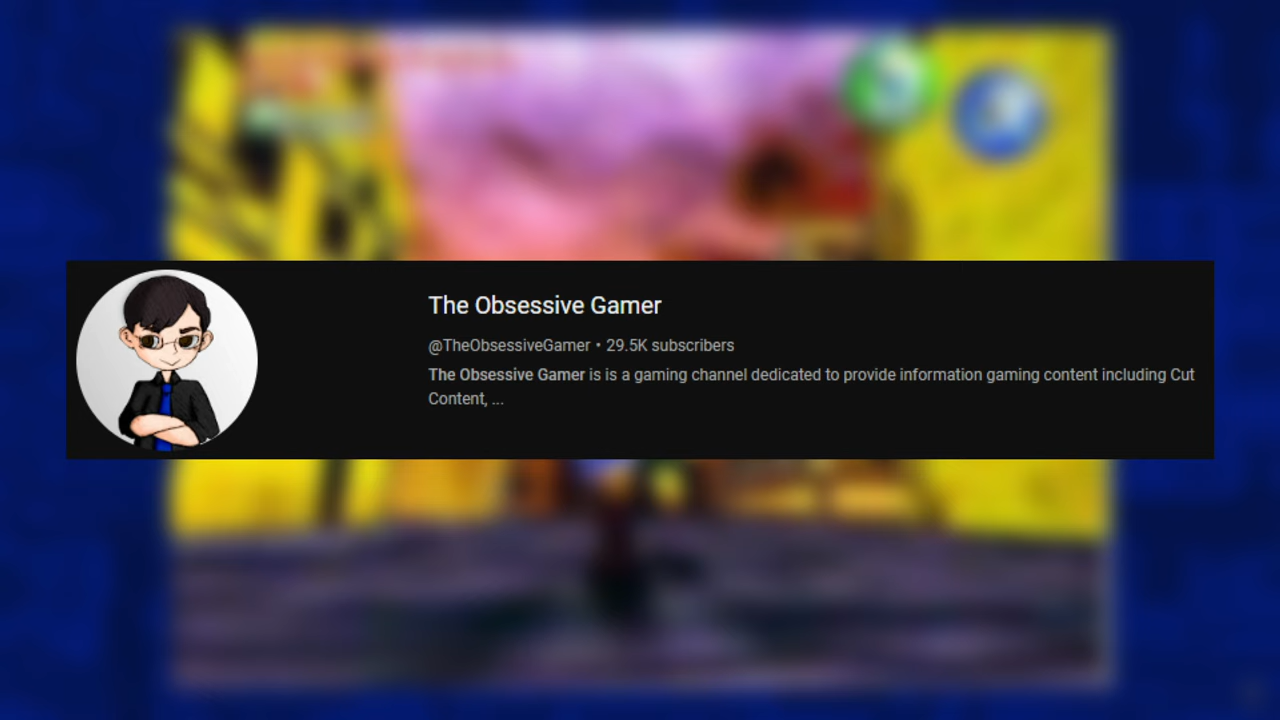 The Obsessive Gamer
@TheObsessiveGamer • 29.5K subscribers
The Obsessive Gamer is is a gaming channel dedicated to provide information gaming content including Cut
Content, ...